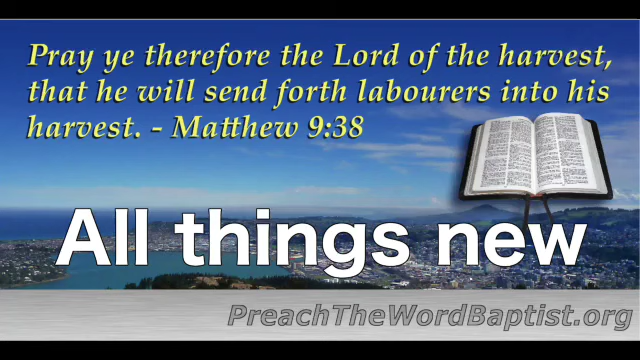 Pray ye therefore the Lord of the harvest,
that he will send forth labourers into his
harvest. - Matthew 9:38
All things new
PreachTheWordBaptist.org